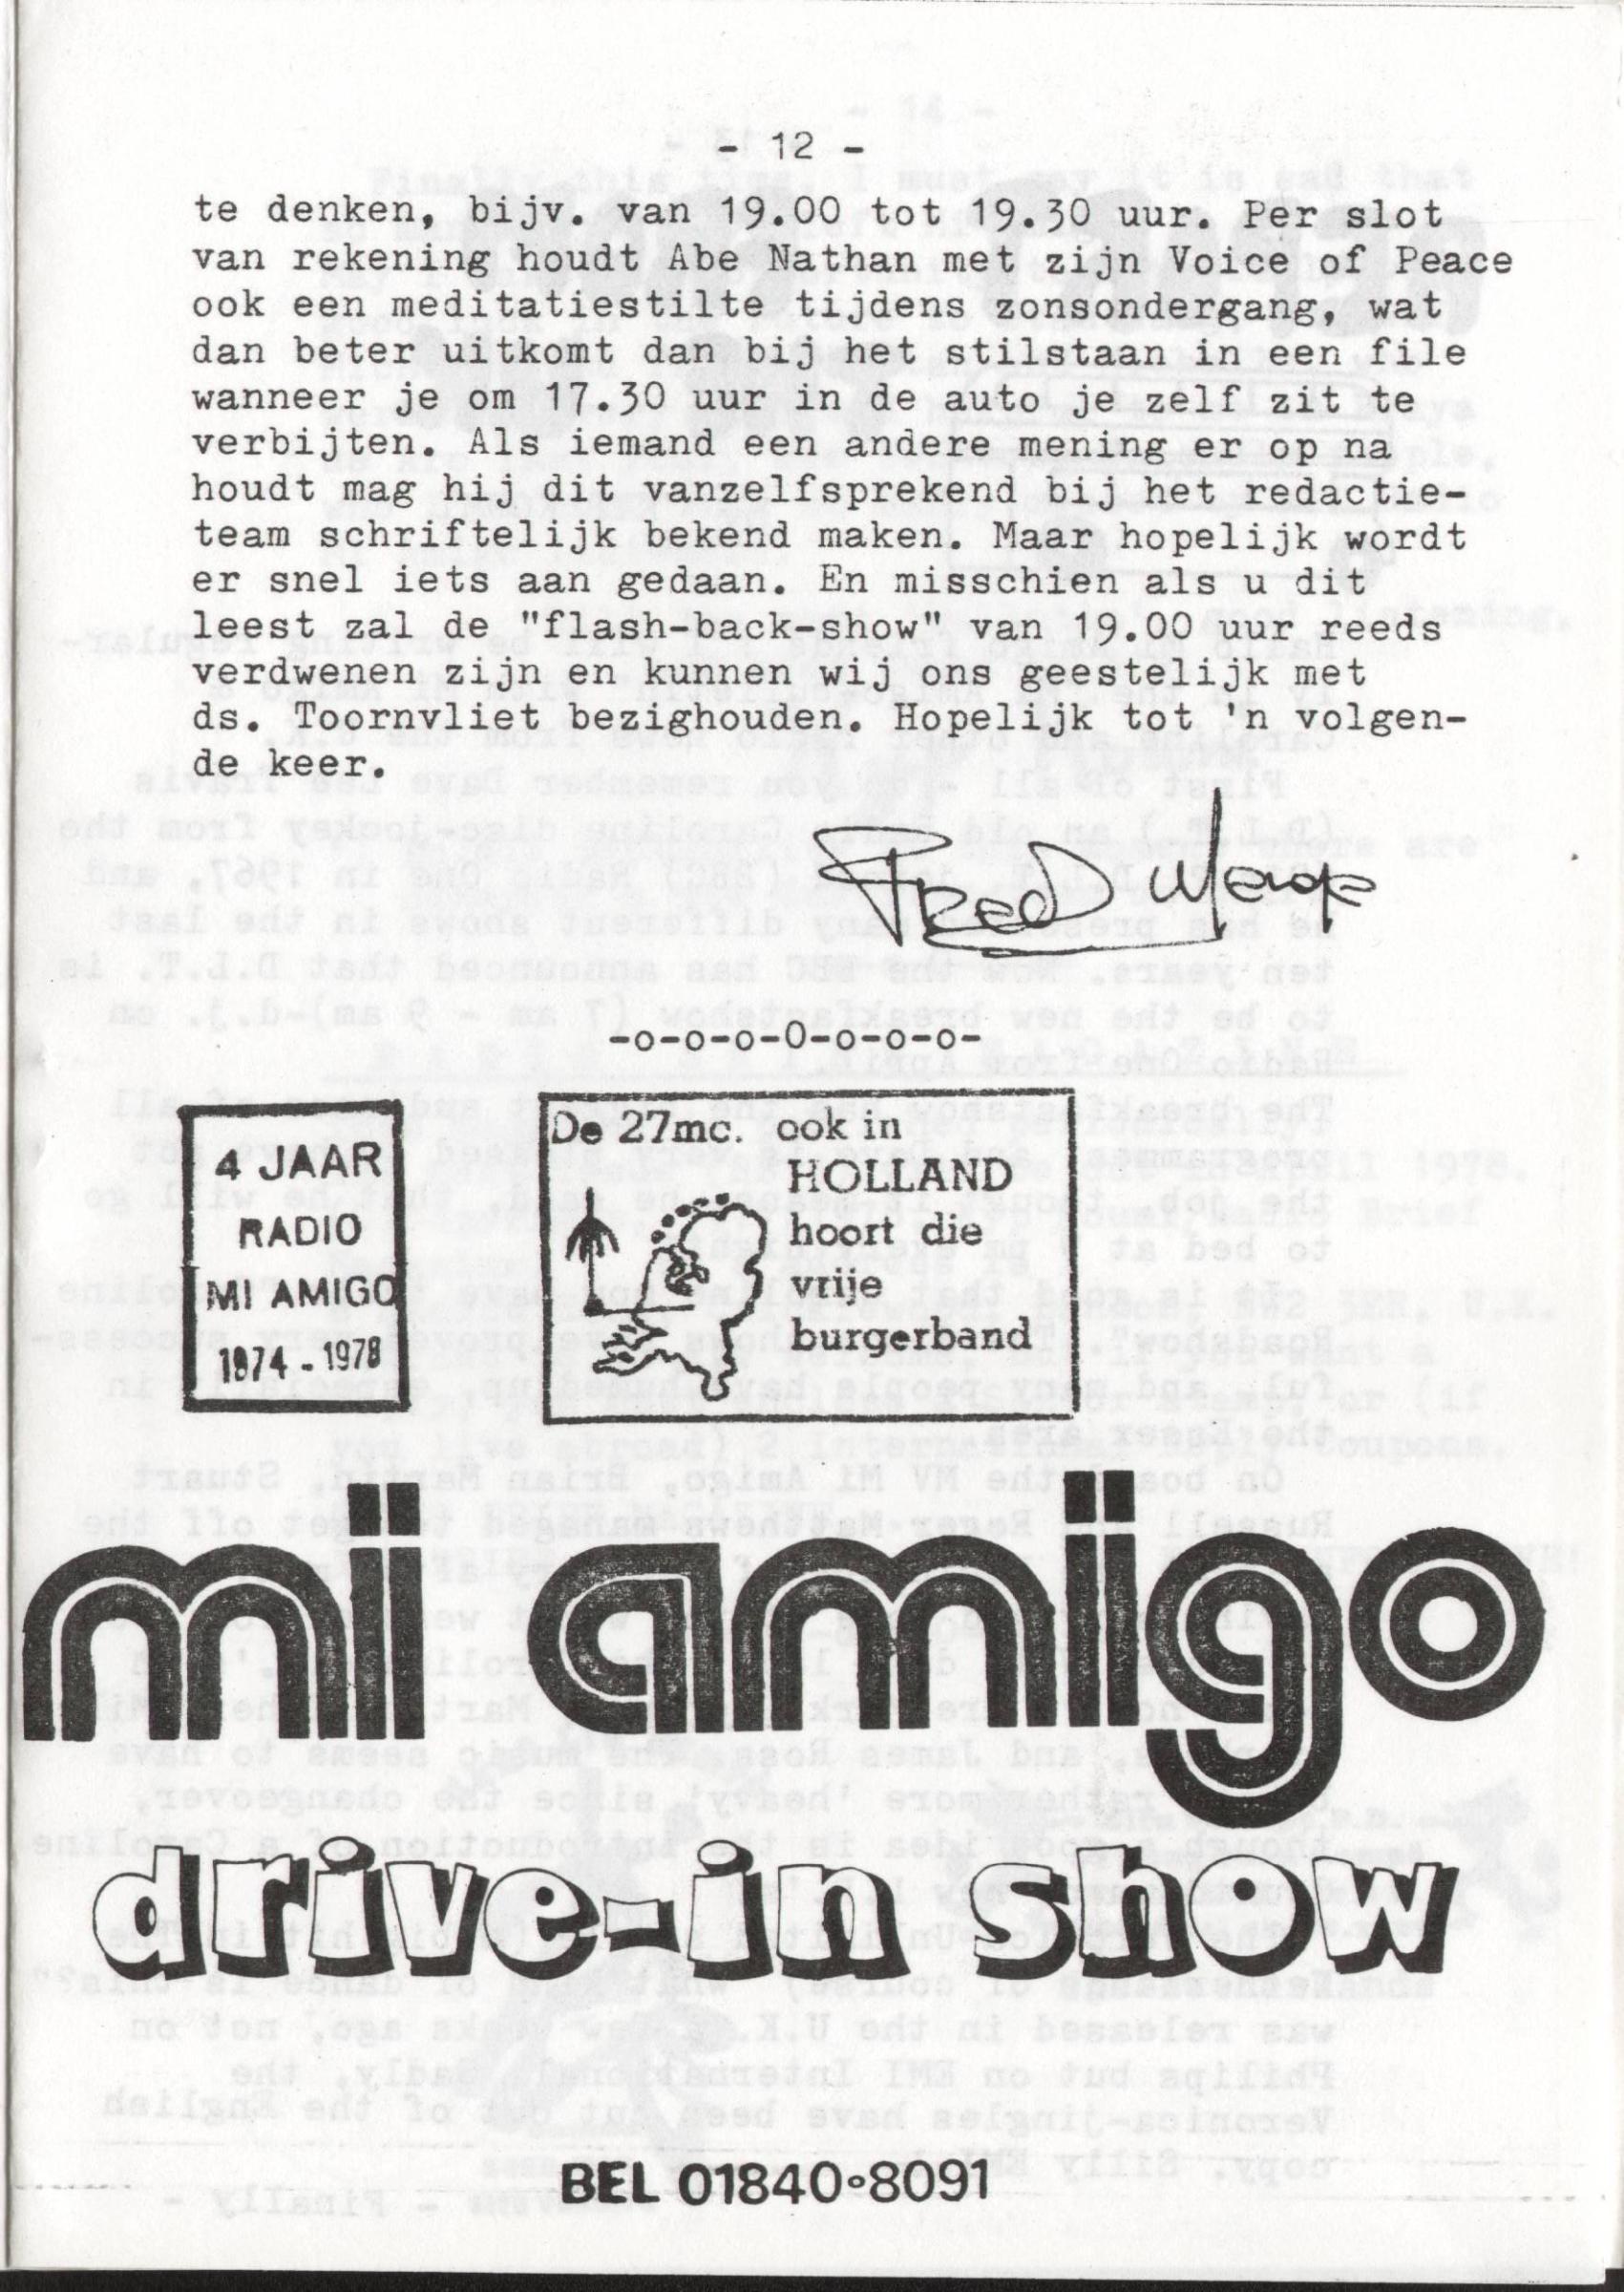 - 12 -
te denken, bijv. van 19.00 tot 19.30 uur. Per slot
van rekening houdt Abe Nathan met zijn Voice of Peace
ook een meditatiestilte tijdens zonsondergang, wat
dan beter uitkomt dan bij het stilstaan in een file
wanneer je om 17.30 uur in de auto je zelf zit te
verbijten. Als iemand een andere mening er op na
houdt mag hij dit vanzelfsprekend bij het redactie-
team schriftelijk bekend maken. Maar hopelijk wordt
er snel iets aan gedaan. En misschien als u dit
leest zal de "flash-back-show" van 19.00 uur reeds
verdwenen zijn en kunnen wij ons geestelijk met
ds. Toornvliet bezighouden. Hopelijk tot 'n volgen-
de keer.
Fred
-o-o-o-O-o-o-o-
4 JAAR
RADIO
MI AMIGO
1974 - 1978
De 27mc. ook in
HOLLAND
hoort die
vrije
burgerband
mi amigo
drive-in show
BEL 01840-8091